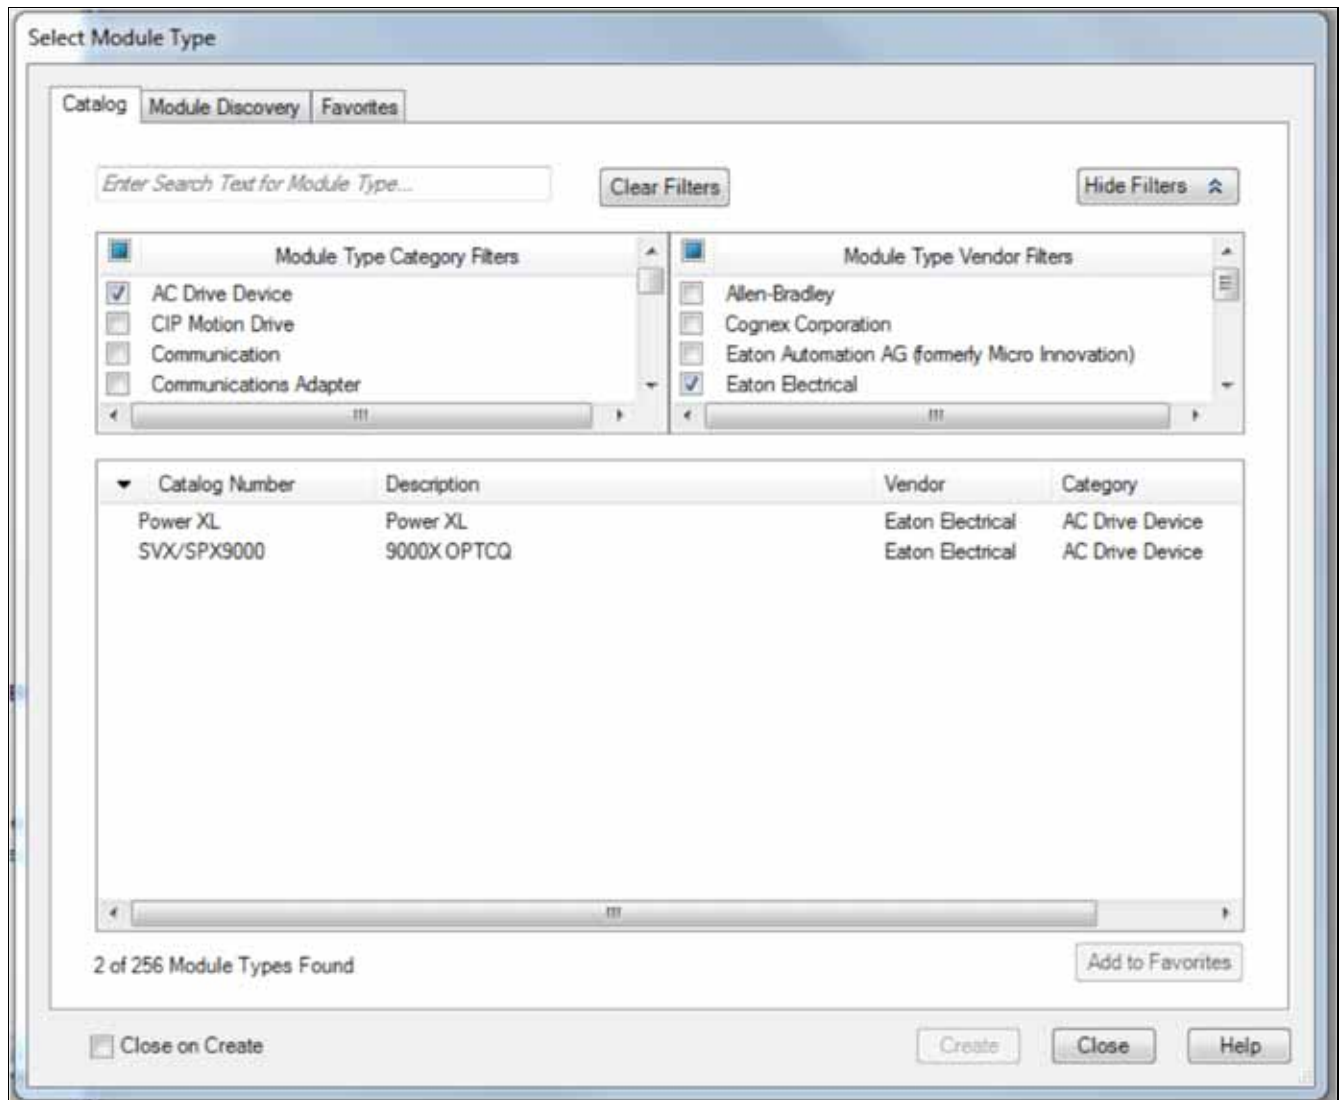 Select Module Type
Catalog Module Discovery Favorites
Enter Search Text for Module Type... Clear Filters Hide Filters
Module Type Category Filters Module Type Vendor Filters
AC Drive Device Allen-Bradley
CIP Motion Drive Cognex Corporation
Communication Eaton Automation AG (formerly Micro Innovation)
Communications Adapter Eaton Electrical
Catalog Number Description Vendor Category
Power XL Power XL Eaton Electrical AC Drive Device
SVX/SPX9000 9000X OPTCQ Eaton Electrical AC Drive Device
2 of 256 Module Types Found Add to Favorites
Close on Create Create Close Help